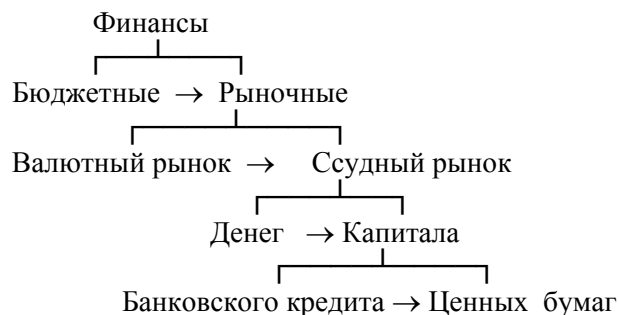 Финансы
Бюджетные → Рыночные
Валютный рынок → Ссудный рынок
Денег → Капитала
Банковского кредита → Ценных бумаг